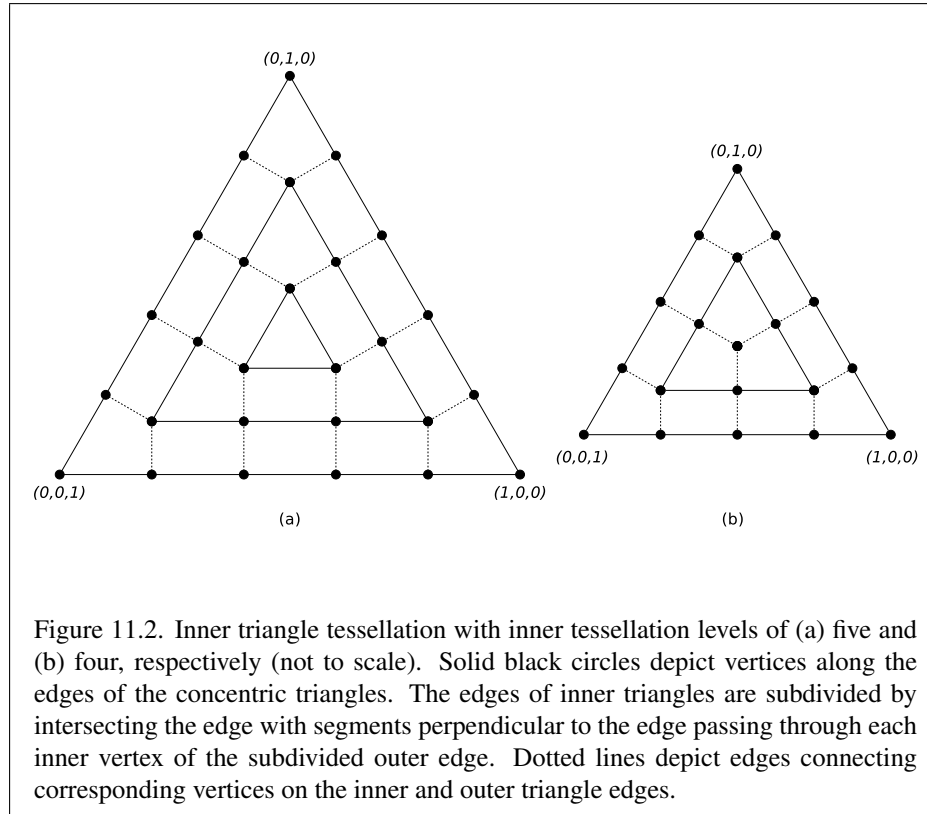 (0,1,0)
(0,1,0)
(0,0,1)
(1,0,0)
(0,0,1)
(1,0,0)
(a)
(b)
Figure 11.2. Inner triangle tessellation with inner tessellation levels of (a) five and
(b) four, respectively (not to scale). Solid black circles depict vertices along the
edges of the concentric triangles. The edges of inner triangles are subdivided by
intersecting the edge with segments perpendicular to the edge passing through each
inner vertex of the subdivided outer edge. Dotted lines depict edges connecting
corresponding vertices on the inner and outer triangle edges.